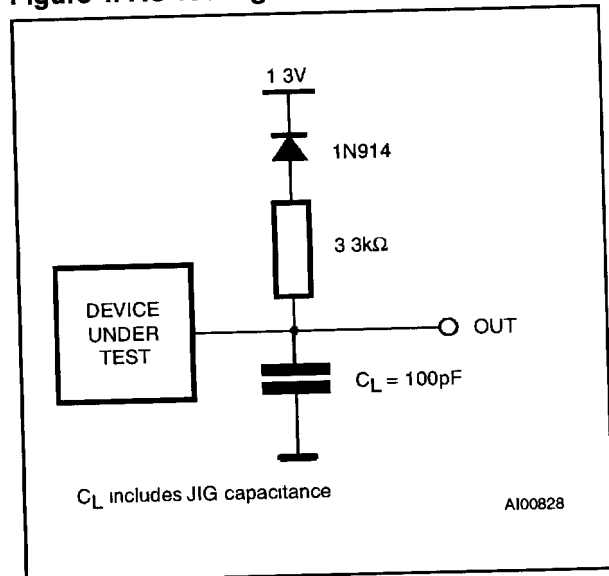 1 3V
1N914
3 3kΩ
DEVICE
UNDER
TEST
OUT
CL = 100pF
CL includes JIG capacitance
AI00828